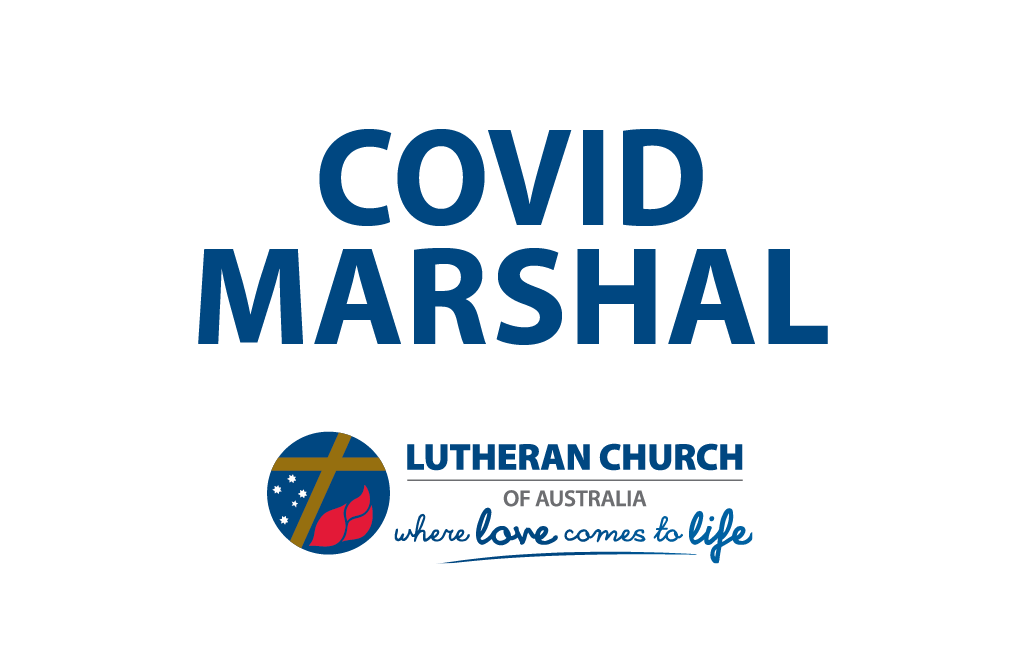 COVID
MARSHAL
LUTHERAN CHURCH
OF AUSTRALIA
where love comes to life